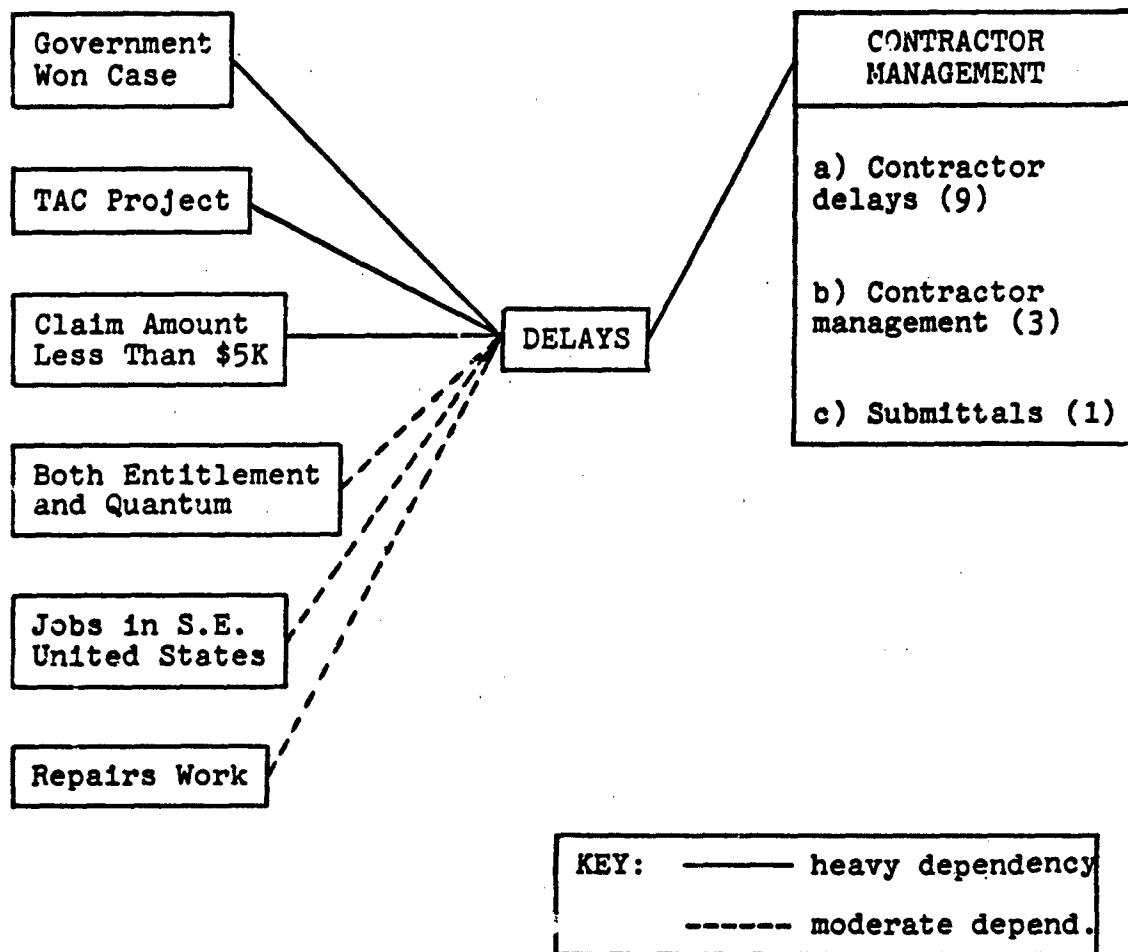 Government
Won Case
TAC Project
Claim Amount
Less Than $5K
Both Entitlement
and Quantum
Jobs in S.E.
United States
Repairs Work
DELAYS
CONTRACTOR
MANAGEMENT
a) Contractor
delays (9)
b) Contractor
management (3)
c) Submittals (1)
KEY: heavy dependency
moderate depend.